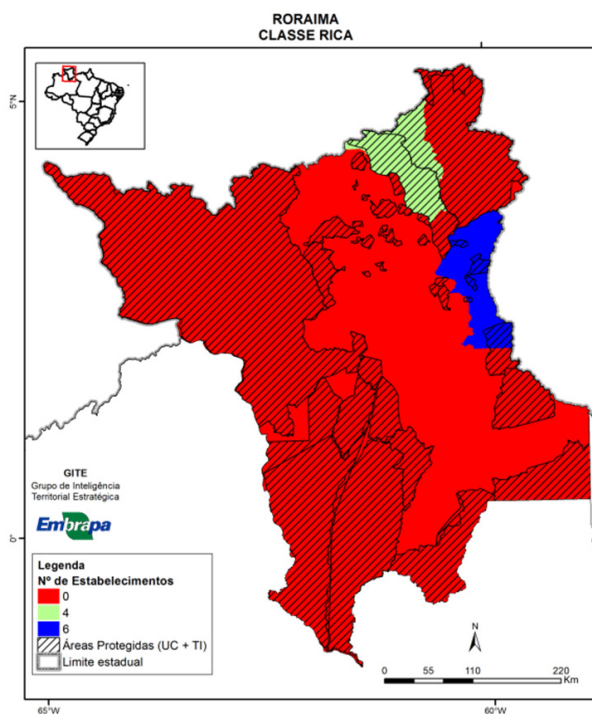 RORAIMA
CLASSE RICA
5°N
GITE
Grupo de Inteligência
Territorial Estratégica
Embrapa
0°
Legenda
Nº de Estabelecimentos
0
4
6
Áreas Protegidas (UC + TI)
Limite estadual
N
0 55 110 220
Km
65°W
60°W